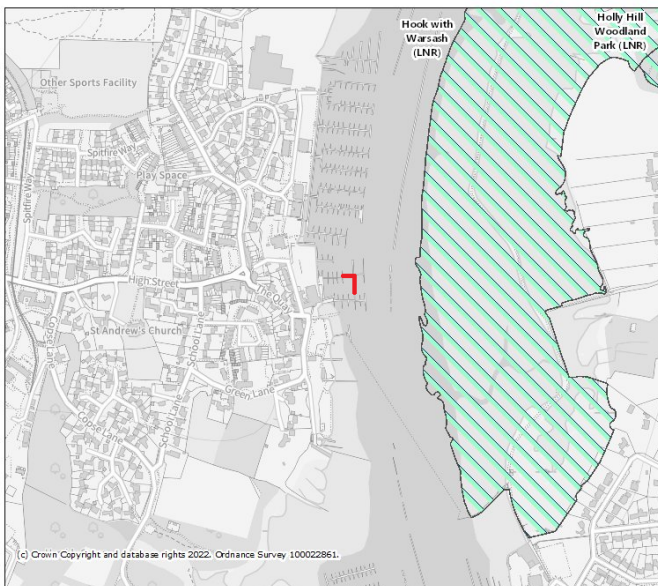 Hook with
Warsash
(LNR)
Holly Hill
Woodland
Park (LNR)
Other Sports Facility
Spitfire Way
Spitfire Way
Play Space
High Street
The Quay
St Andrew's Church
School Lane
Green Lane
Copse Lane
School Lane
(c) Crown Copyright and database rights 2022. Ordnance Survey 100022861.